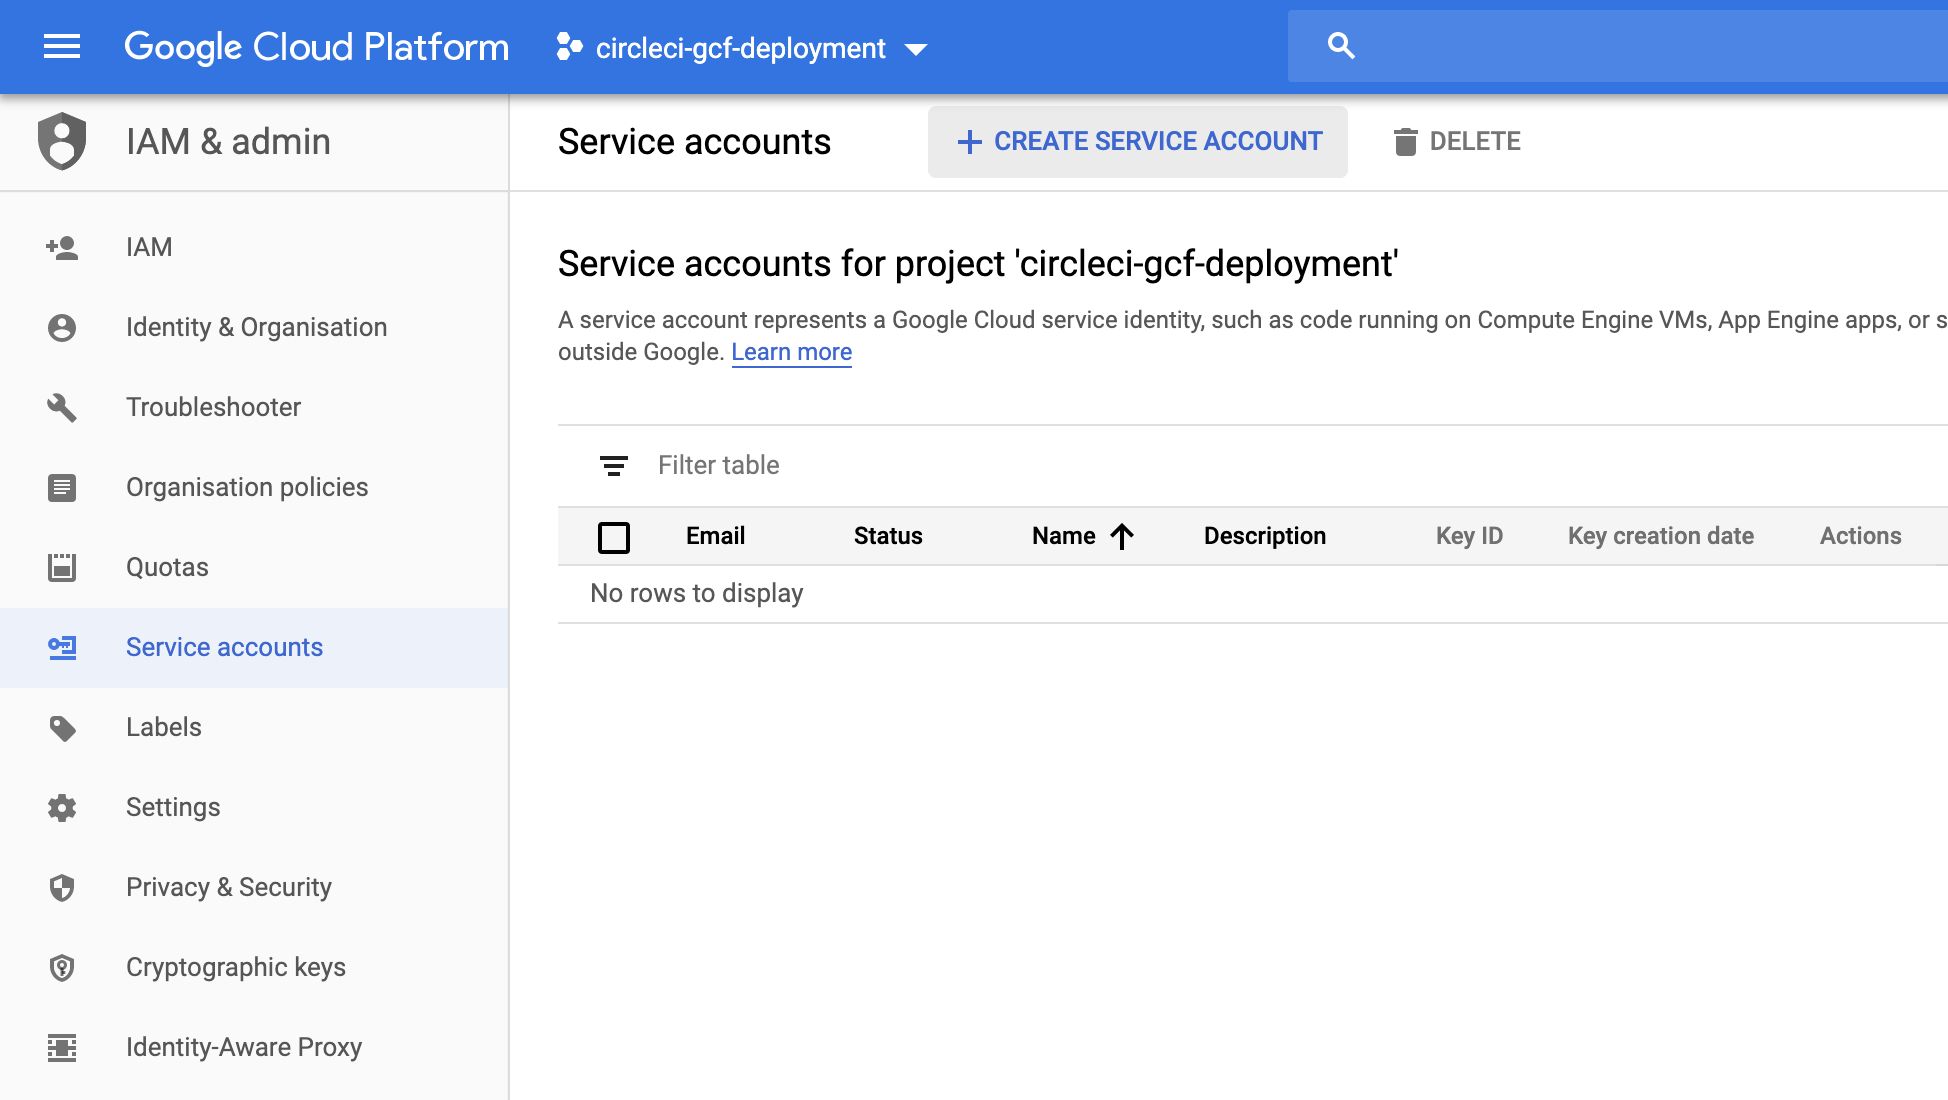 Google Cloud Platform
circleci-gcf-deployment
IAM & admin
Service accounts
CREATE SERVICE ACCOUNT
DELETE
IAM
Identity & Organisation
Troubleshooter
Organisation policies
Quotas
Service accounts
Labels
Settings
Privacy & Security
Cryptographic keys
Identity-Aware Proxy
Service accounts for project 'circleci-gcf-deployment'
A service account represents a Google Cloud service identity, such as code running on Compute Engine VMs, App Engine apps, or s
outside Google. Learn more
Filter table
Email Status Name Description Key ID Key creation date Actions
No rows to display